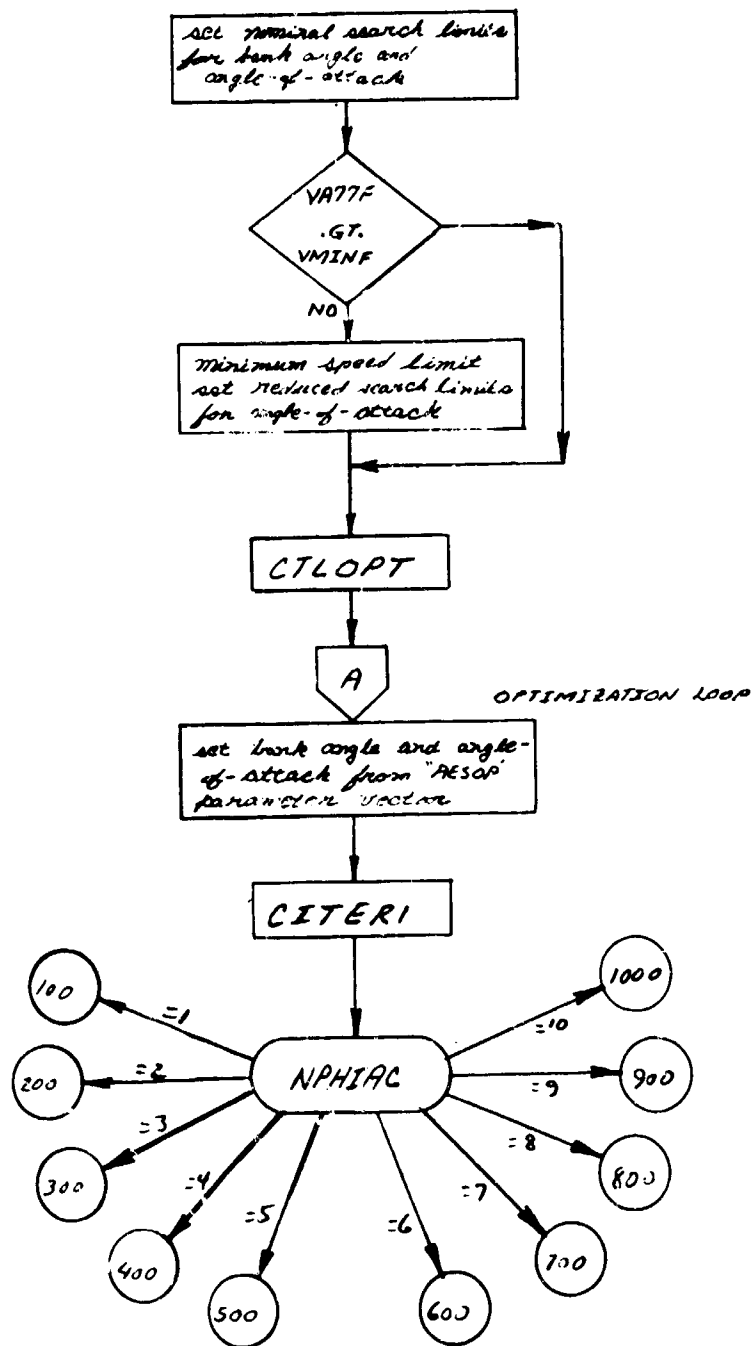 set nominal search limits
for bank angle and
angle-of-attack
VA77F
.GT.
VMINF
NO
minimum speed limit
set reduced search limits
for angle-of-attack
CTLOPT
A
OPTIMIZATION LOOP
set bank angle and angle-
of-attack from "AESOP"
parameter vector
CITER1
NPHIAC
100
=1
200
=2
300
=3
400
=4
500
=5
600
=6
700
=7
800
=8
900
=9
1000
=10